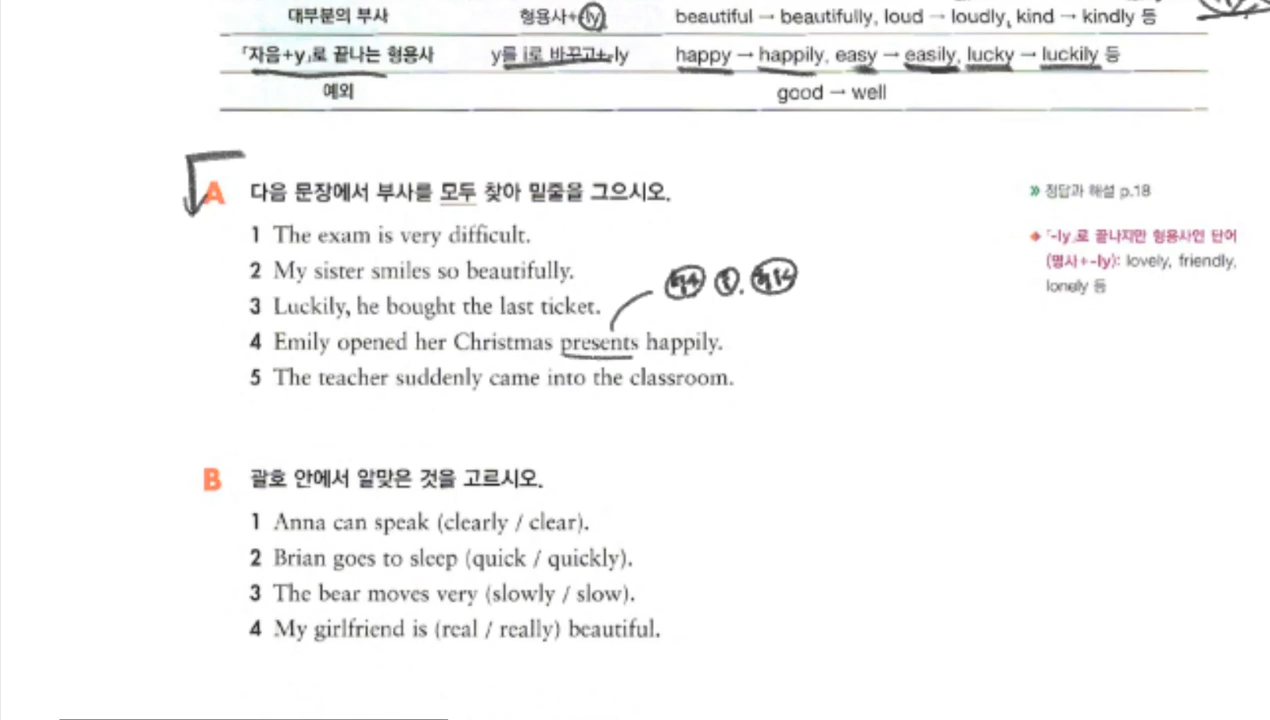 대부분의 부사 형용사+-ly beautiful → beautifully, loud → loudly, kind → kindly 등
「자음+y」로 끝나는 형용사 y를 i로 바꾸고+-ly happy → happily, easy → easily, lucky → luckily 등
예외 good → well
A 다음 문장에서 부사를 모두 찾아 밑줄을 그으시오.
1 The exam is very difficult.
2 My sister smiles so beautifully.
3 Luckily, he bought the last ticket.
4 Emily opened her Christmas presents happily.
5 The teacher suddenly came into the classroom.
» 정답과 해설 p.18
◆ 「-ly」로 끝나지만 형용사인 단어
(명사+-ly): lovely, friendly,
lonely 등
B 괄호 안에서 알맞은 것을 고르시오.
1 Anna can speak (clearly / clear).
2 Brian goes to sleep (quick / quickly).
3 The bear moves very (slowly / slow).
4 My girlfriend is (real / really) beautiful.